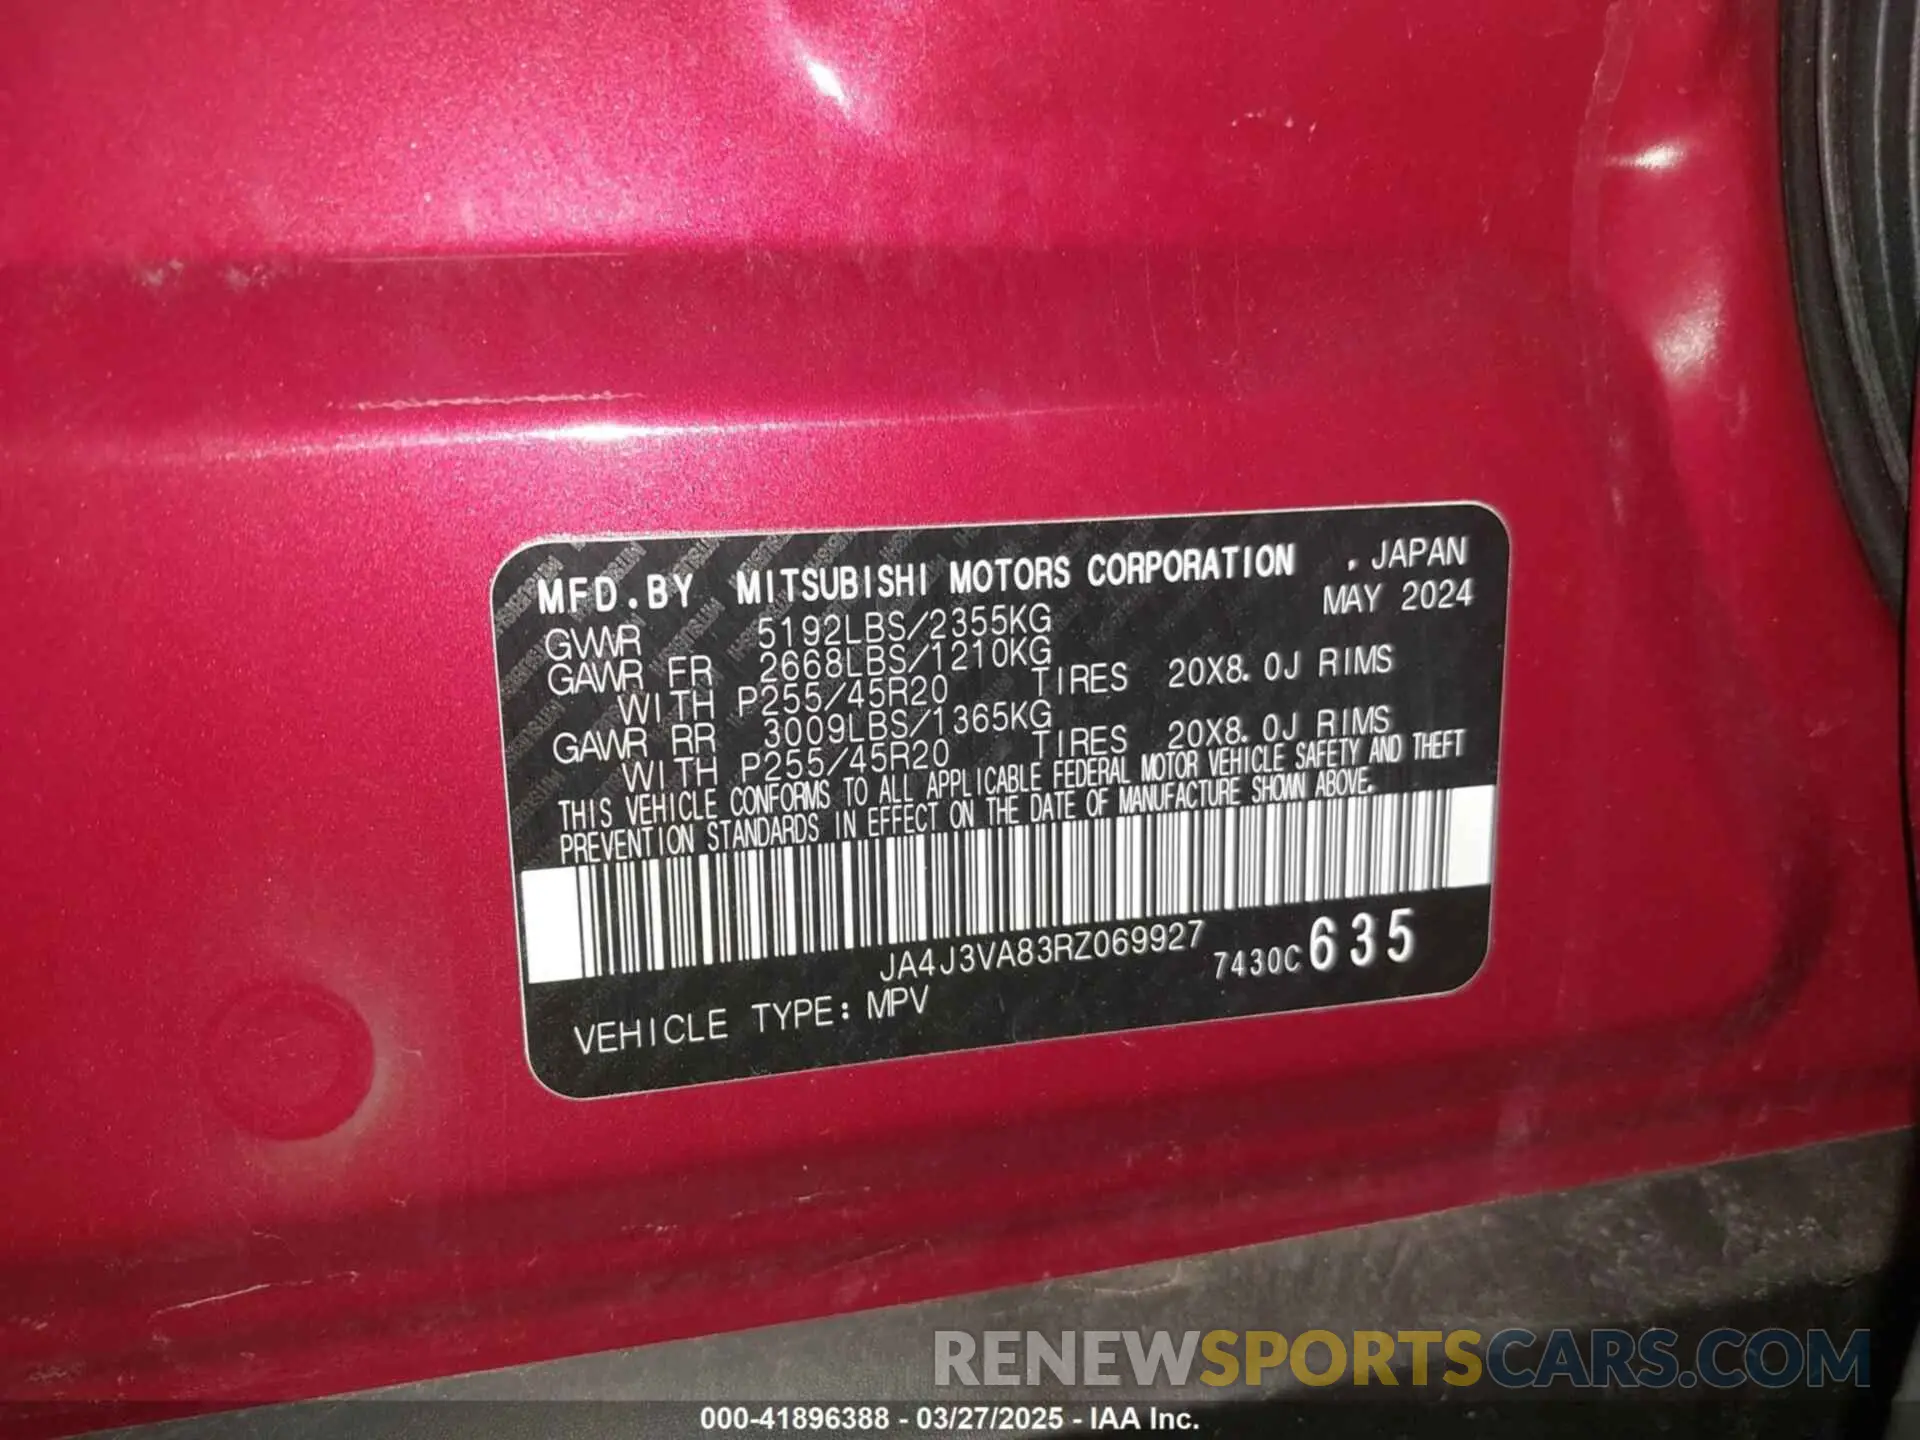 MFD.BY MITSUBISHI MOTORS CORPORATION . JAPAN
MAY 2024
GVWR 5192LBS/2355KG
GAWR FR 2668LBS/1210KG
WITH P255/45R20 TIRES 20X8.0J RIMS
GAWR RR 3009LBS/1365KG
WITH P255/45R20 TIRES 20X8.0J RIMS
THIS VEHICLE CONFORMS TO ALL APPLICABLE FEDERAL MOTOR VEHICLE SAFETY AND THEFT
PREVENTION STANDARDS IN EFFECT ON THE DATE OF MANUFACTURE SHOWN ABOVE.
JA4J3VA83RZ069927 7430C635
VEHICLE TYPE: MPV
RENEWSPORTSCARS.COM
000-41896388 - 03/27/2025 - IAA Inc.